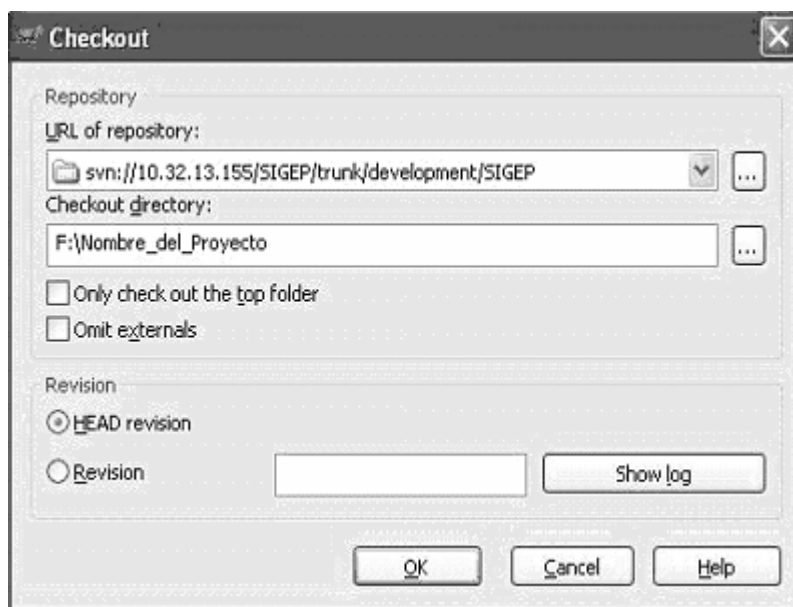 Checkout
Repository
URL of repository:
svn://10.32.13.155/SIGEP/trunk/development/SIGEP
...
Checkout directory:
F:\Nombre_del_Proyecto
...
Only check out the top folder
Omit externals
Revision
HEAD revision
Revision
Show log
OK Cancel Help